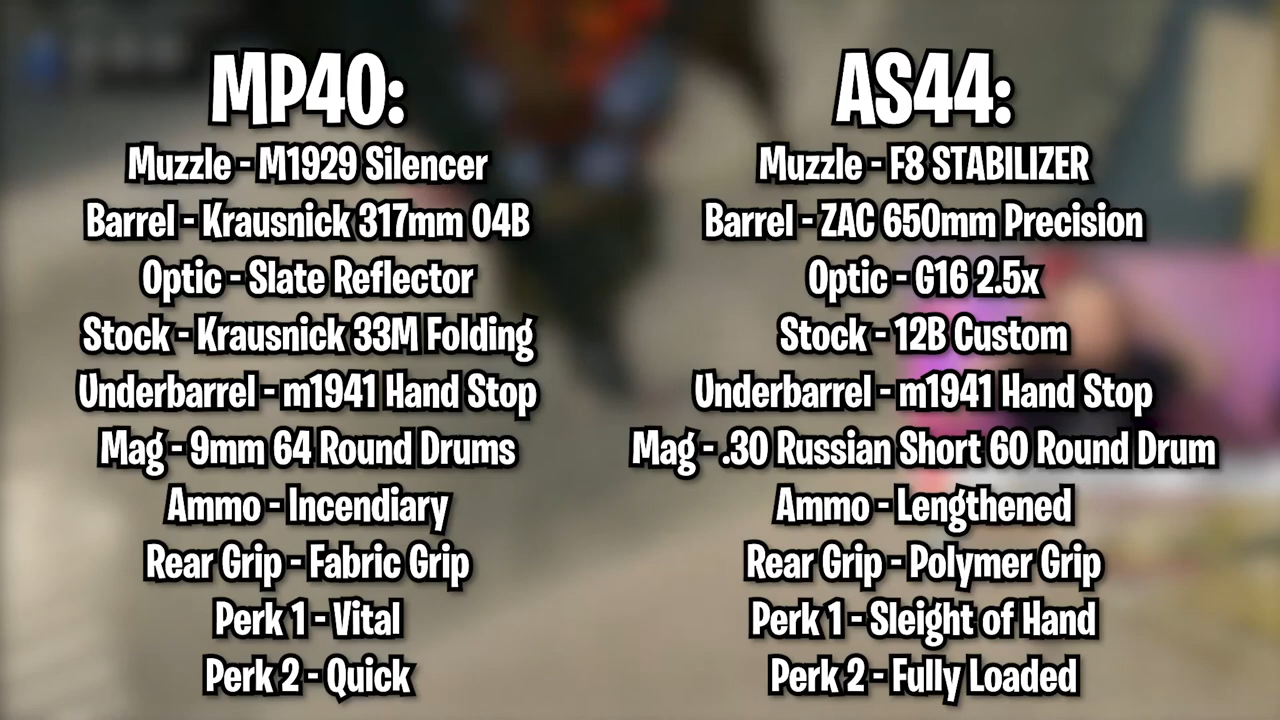 MP40:
Muzzle - M1929 Silencer
Barrel - Krausnick 317mm 04B
Optic - Slate Reflector
Stock - Krausnick 33M Folding
Underbarrel - m1941 Hand Stop
Mag - 9mm 64 Round Drums
Ammo - Incendiary
Rear Grip - Fabric Grip
Perk 1 - Vital
Perk 2 - Quick
AS44:
Muzzle - F8 STABILIZER
Barrel - ZAC 650mm Precision
Optic - G16 2.5x
Stock - 12B Custom
Underbarrel - m1941 Hand Stop
Mag - .30 Russian Short 60 Round Drum
Ammo - Lengthened
Rear Grip - Polymer Grip
Perk 1 - Sleight of Hand
Perk 2 - Fully Loaded